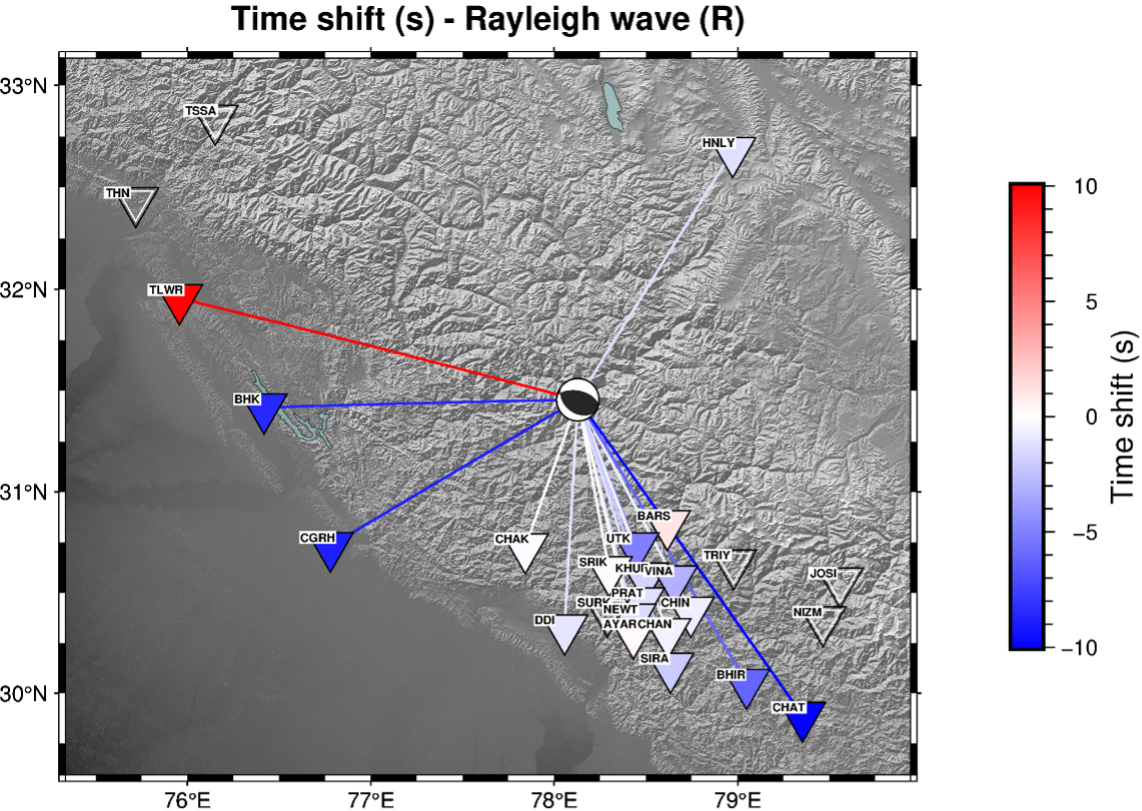 Time shift (s) - Rayleigh wave (R)
33°N
32°N
31°N
30°N
76°E
77°E
78°E
79°E
TSSA
THN
TLWR
BHK
CGRH
HNLY
CHAK
DDI
BARS
UTK
SRIK
VINA
TRIY
JOSI
PRAT
CHIN
NIZM
NEWT
AYAR
CHAN
SIRA
BHIR
CHAT
10
5
0
−5
−10
Time shift (s)